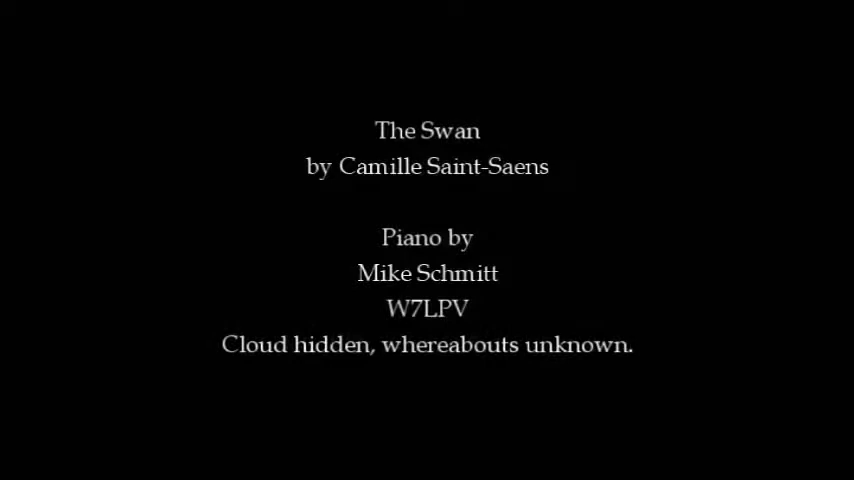 The Swan
by Camille Saint-Saens
Piano by
Mike Schmitt
W7LPV
Cloud hidden, whereabouts unknown.